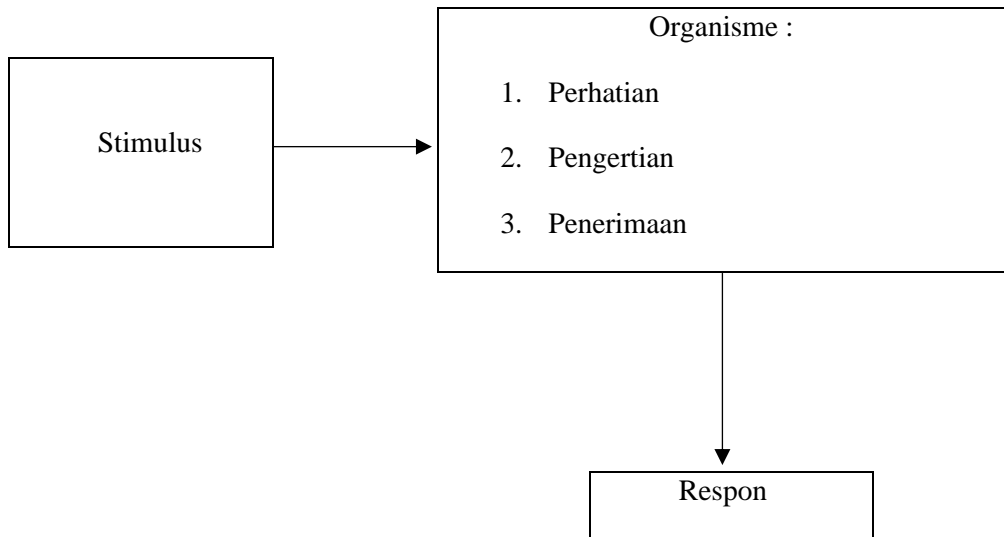 Stimulus
Organisme :
1. Perhatian
2. Pengertian
3. Penerimaan
Respon